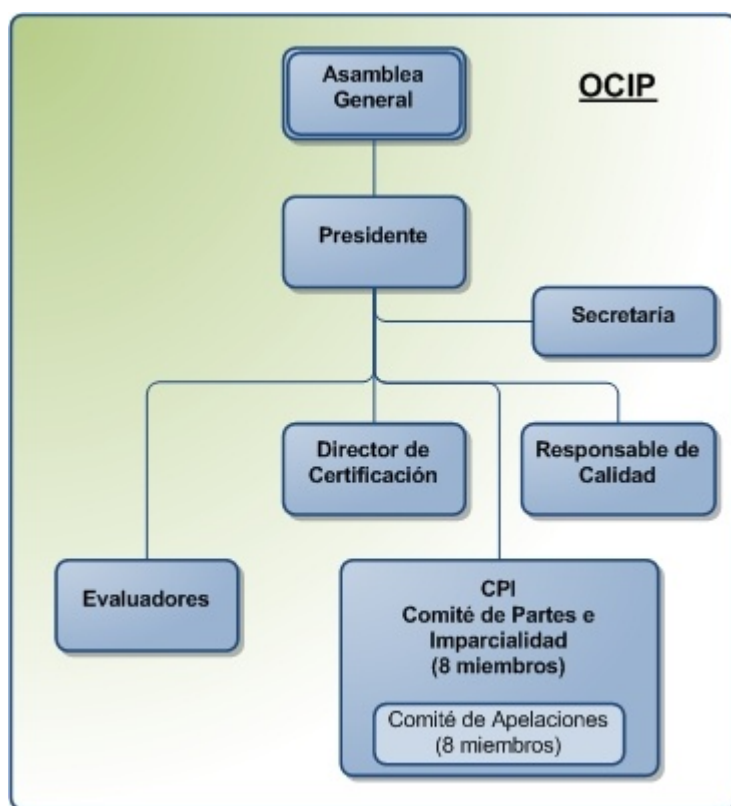 Asamblea
General
OCIP
Presidente
Secretaría
Director de
Certificación
Responsable de
Calidad
Evaluadores
CPI
Comité de Partes e
Imparcialidad
(8 miembros)
Comité de Apelaciones
(8 miembros)